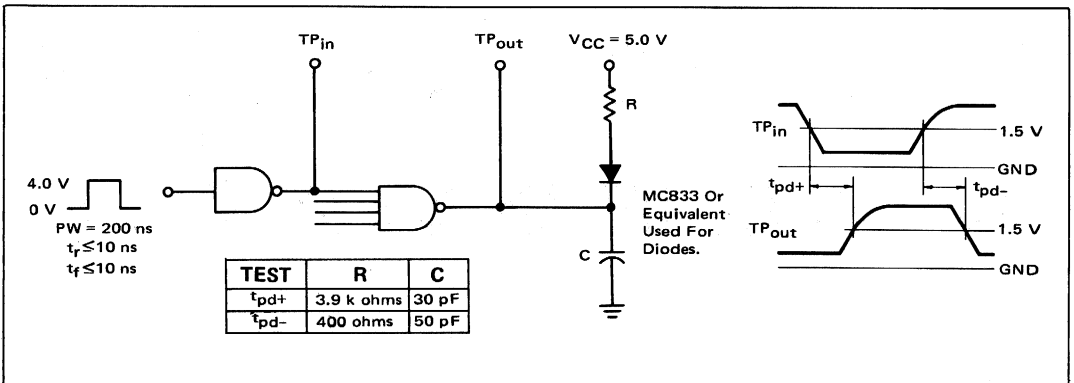 TPin
TPout
VCC = 5.0 V
R
4.0 V
0 V
PW = 200 ns
tr ≤ 10 ns
tf ≤ 10 ns
C
MC833 Or
Equivalent
Used For
Diodes.
TEST R C
tpd+ 3.9 k ohms 30 pF
tpd- 400 ohms 50 pF
TPin
1.5 V
GND
tpd+
tpd-
TPout
1.5 V
GND